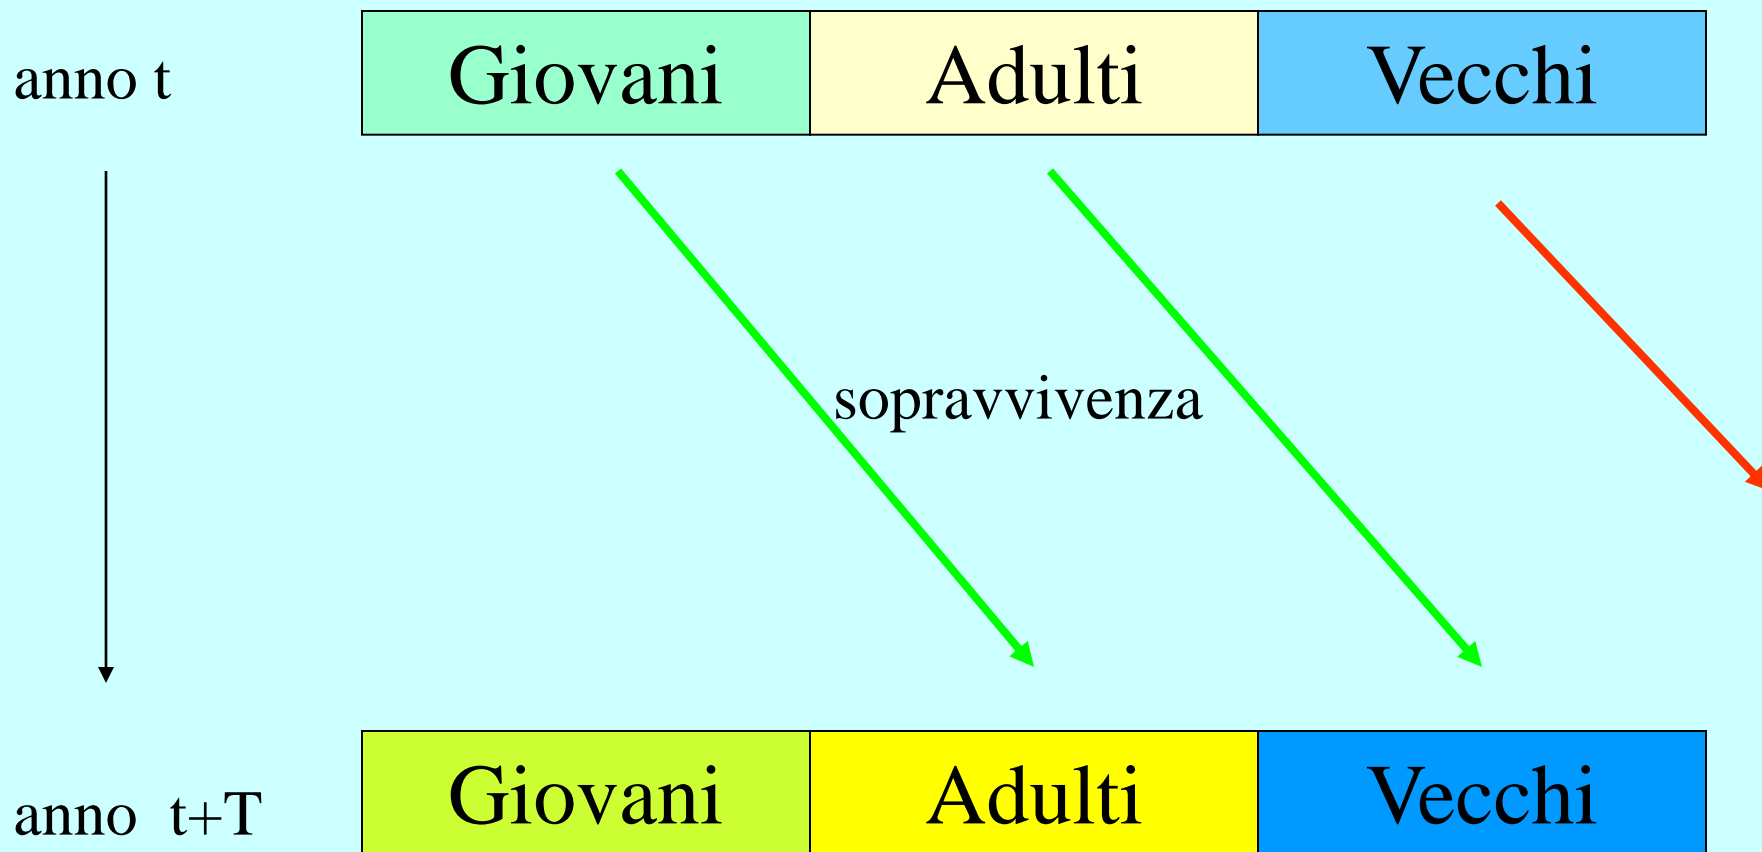 anno t
Giovani Adulti Vecchi
sopravvivenza
anno t+T
Giovani Adulti Vecchi